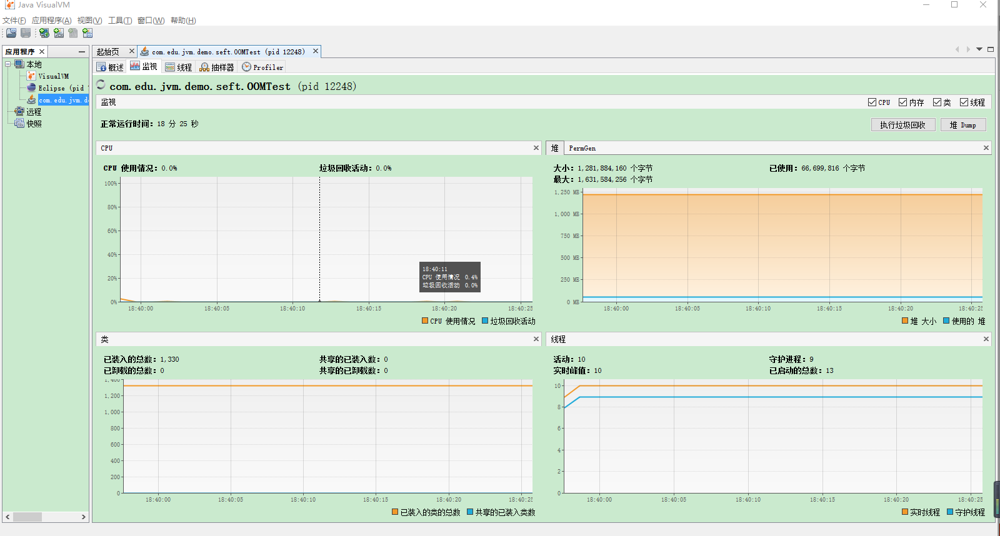 Java VisualVM
文件(F) 应用程序(A) 视图(V) 工具(T) 窗口(W) 帮助(H)
应用程序
起始页 com.edu.jvm.demo.seft.OOMTest (pid 12248)
本地
VisualVM
Eclipse (pid
com.edu.jvm.de
远程
快照
概述 监视 线程 抽样器 Profiler
com.edu.jvm.demo.seft.OOMTest (pid 12248)
监视 CPU 内存 类 线程
正常运行时间: 18 分 25 秒 执行垃圾回收 堆 Dump
CPU
CPU 使用情况: 0.0% 垃圾回收活动: 0.0%
100%
80%
60%
40%
20%
0%
18:40:11
CPU 使用情况 0.4%
垃圾回收活动 0.0%
18:40:00 18:40:05 18:40:10 18:40:15 18:40:20 18:40:25
CPU 使用情况 垃圾回收活动
堆 PermGen
大小: 1,281,884,160 个字节 已使用: 66,699,816 个字节
最大: 1,631,584,256 个字节
1,250 MB
1,000 MB
750 MB
500 MB
250 MB
0 MB
18:40:00 18:40:05 18:40:10 18:40:15 18:40:20 18:40:25
堆 大小 使用的 堆
类
已装入的总数: 1,330 共享的已装入数: 0
已卸载的总数: 0 共享的已卸载数: 0
1,400
1,200
1,000
800
600
400
200
0
18:40:00 18:40:05 18:40:10 18:40:15 18:40:20 18:40:25
已装入的类的总数 共享的已装入类数
线程
活动: 10 守护进程: 9
实时峰值: 10 已启动的总数: 13
10
8
6
4
2
0
18:40:00 18:40:05 18:40:10 18:40:15 18:40:20 18:40:25
实时线程 守护线程